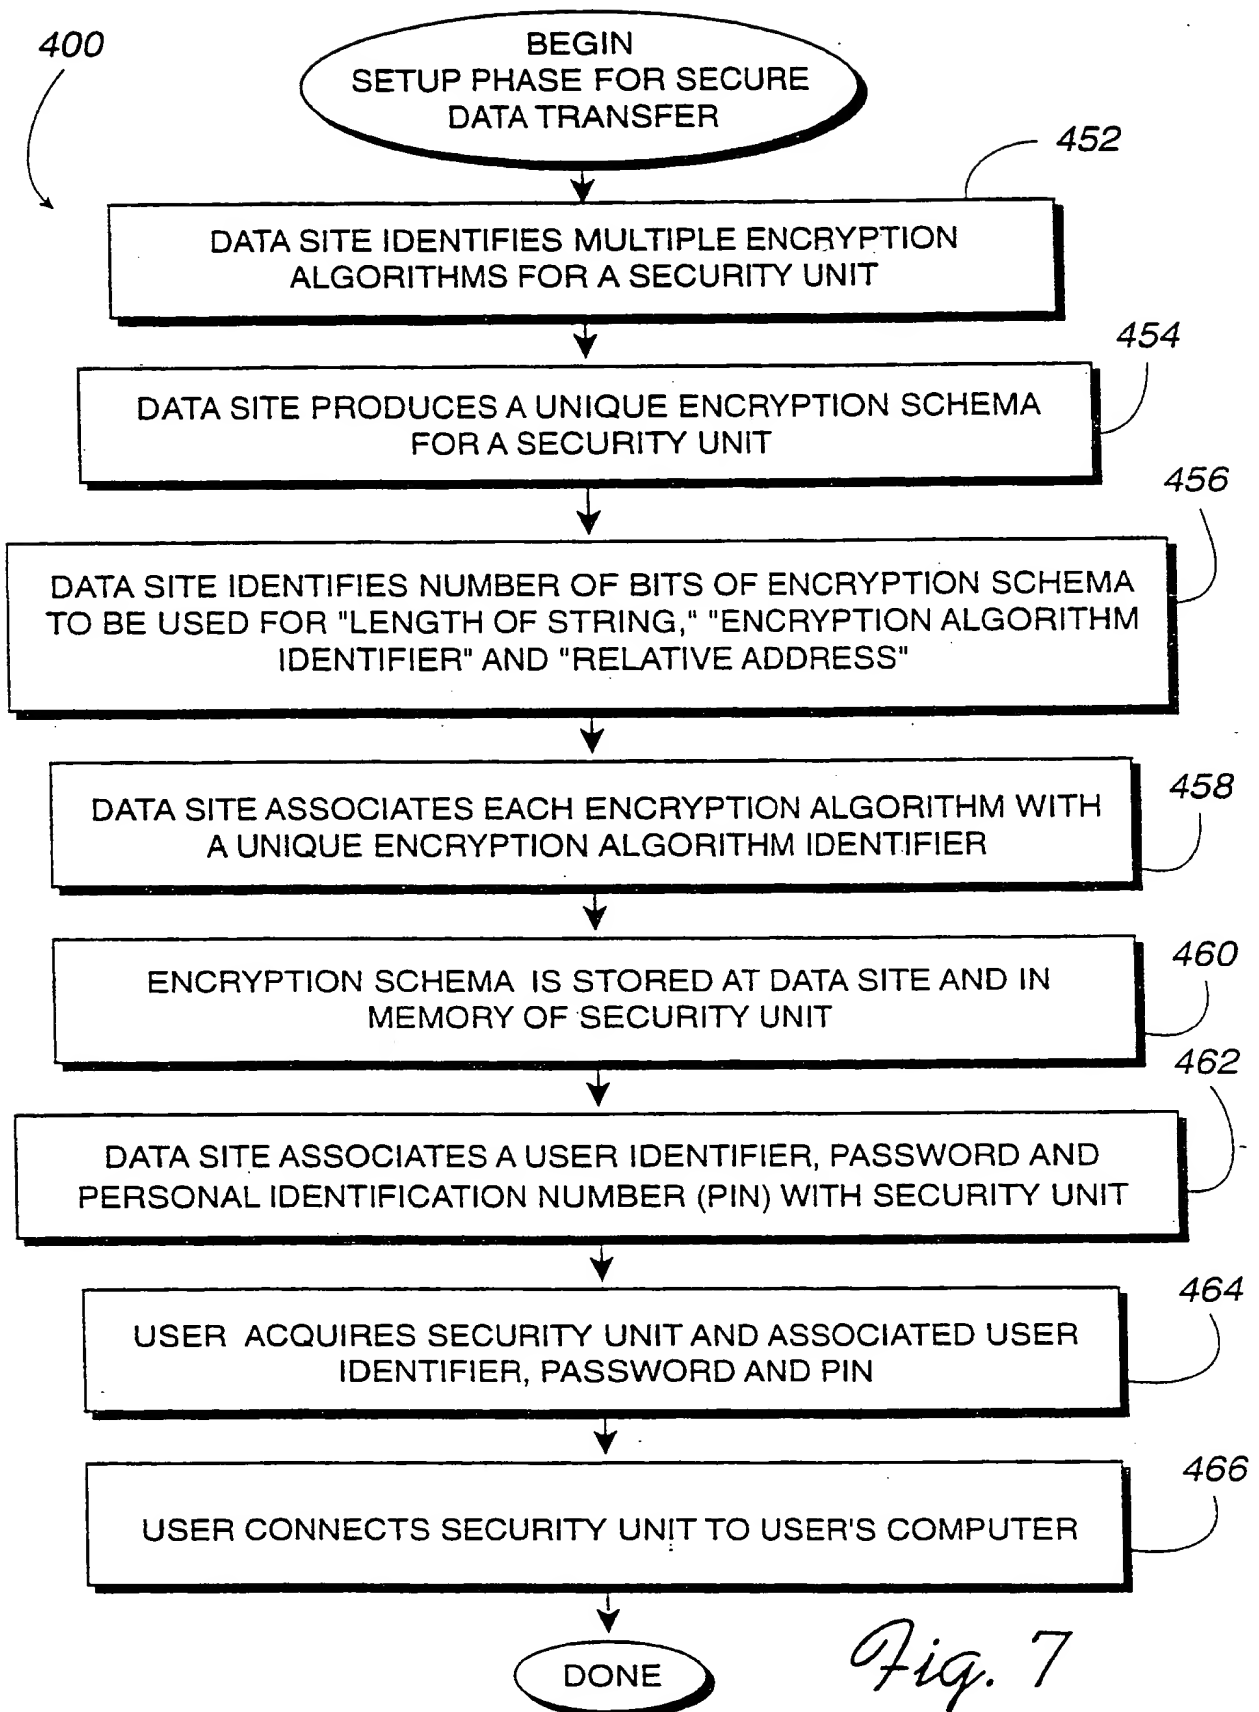 400
BEGIN
SETUP PHASE FOR SECURE
DATA TRANSFER
452
DATA SITE IDENTIFIES MULTIPLE ENCRYPTION
ALGORITHMS FOR A SECURITY UNIT
454
DATA SITE PRODUCES A UNIQUE ENCRYPTION SCHEMA
FOR A SECURITY UNIT
456
DATA SITE IDENTIFIES NUMBER OF BITS OF ENCRYPTION SCHEMA
TO BE USED FOR "LENGTH OF STRING," "ENCRYPTION ALGORITHM
IDENTIFIER" AND "RELATIVE ADDRESS"
458
DATA SITE ASSOCIATES EACH ENCRYPTION ALGORITHM WITH
A UNIQUE ENCRYPTION ALGORITHM IDENTIFIER
460
ENCRYPTION SCHEMA IS STORED AT DATA SITE AND IN
MEMORY OF SECURITY UNIT
462
DATA SITE ASSOCIATES A USER IDENTIFIER, PASSWORD AND
PERSONAL IDENTIFICATION NUMBER (PIN) WITH SECURITY UNIT
464
USER ACQUIRES SECURITY UNIT AND ASSOCIATED USER
IDENTIFIER, PASSWORD AND PIN
466
USER CONNECTS SECURITY UNIT TO USER'S COMPUTER
DONE
Fig. 7